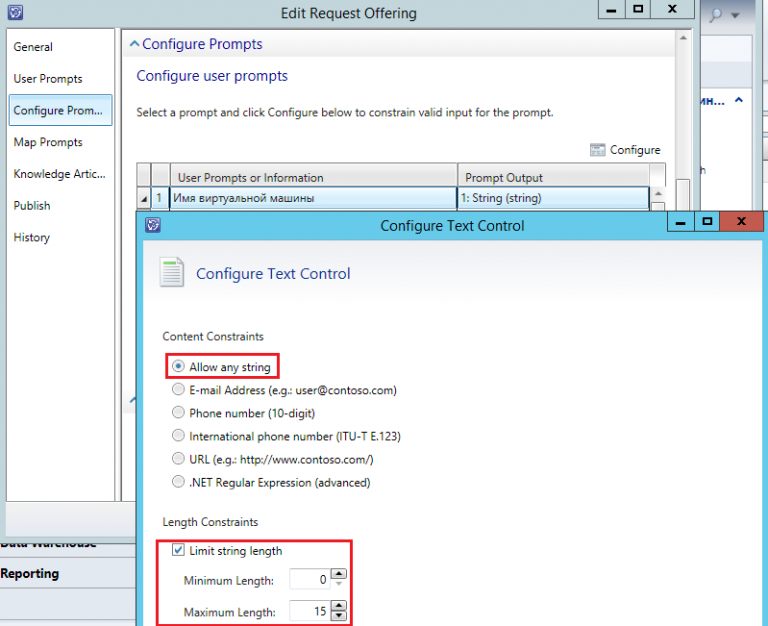 Edit Request Offering
General
User Prompts
Configure Prom...
Map Prompts
Knowledge Artic...
Publish
History
Configure Prompts
Configure user prompts
Select a prompt and click Configure below to constrain valid input for the prompt.
Configure
User Prompts or Information Prompt Output
1 Имя виртуальной машины 1: String (string)
Configure Text Control
Configure Text Control
Content Constraints
Allow any string
E-mail Address (e.g.: user@contoso.com)
Phone number (10-digit)
International phone number (ITU-T E.123)
URL (e.g.: http://www.contoso.com/)
.NET Regular Expression (advanced)
Length Constraints
Limit string length
Minimum Length: 0
Maximum Length: 15
Data Warehouse
Reporting